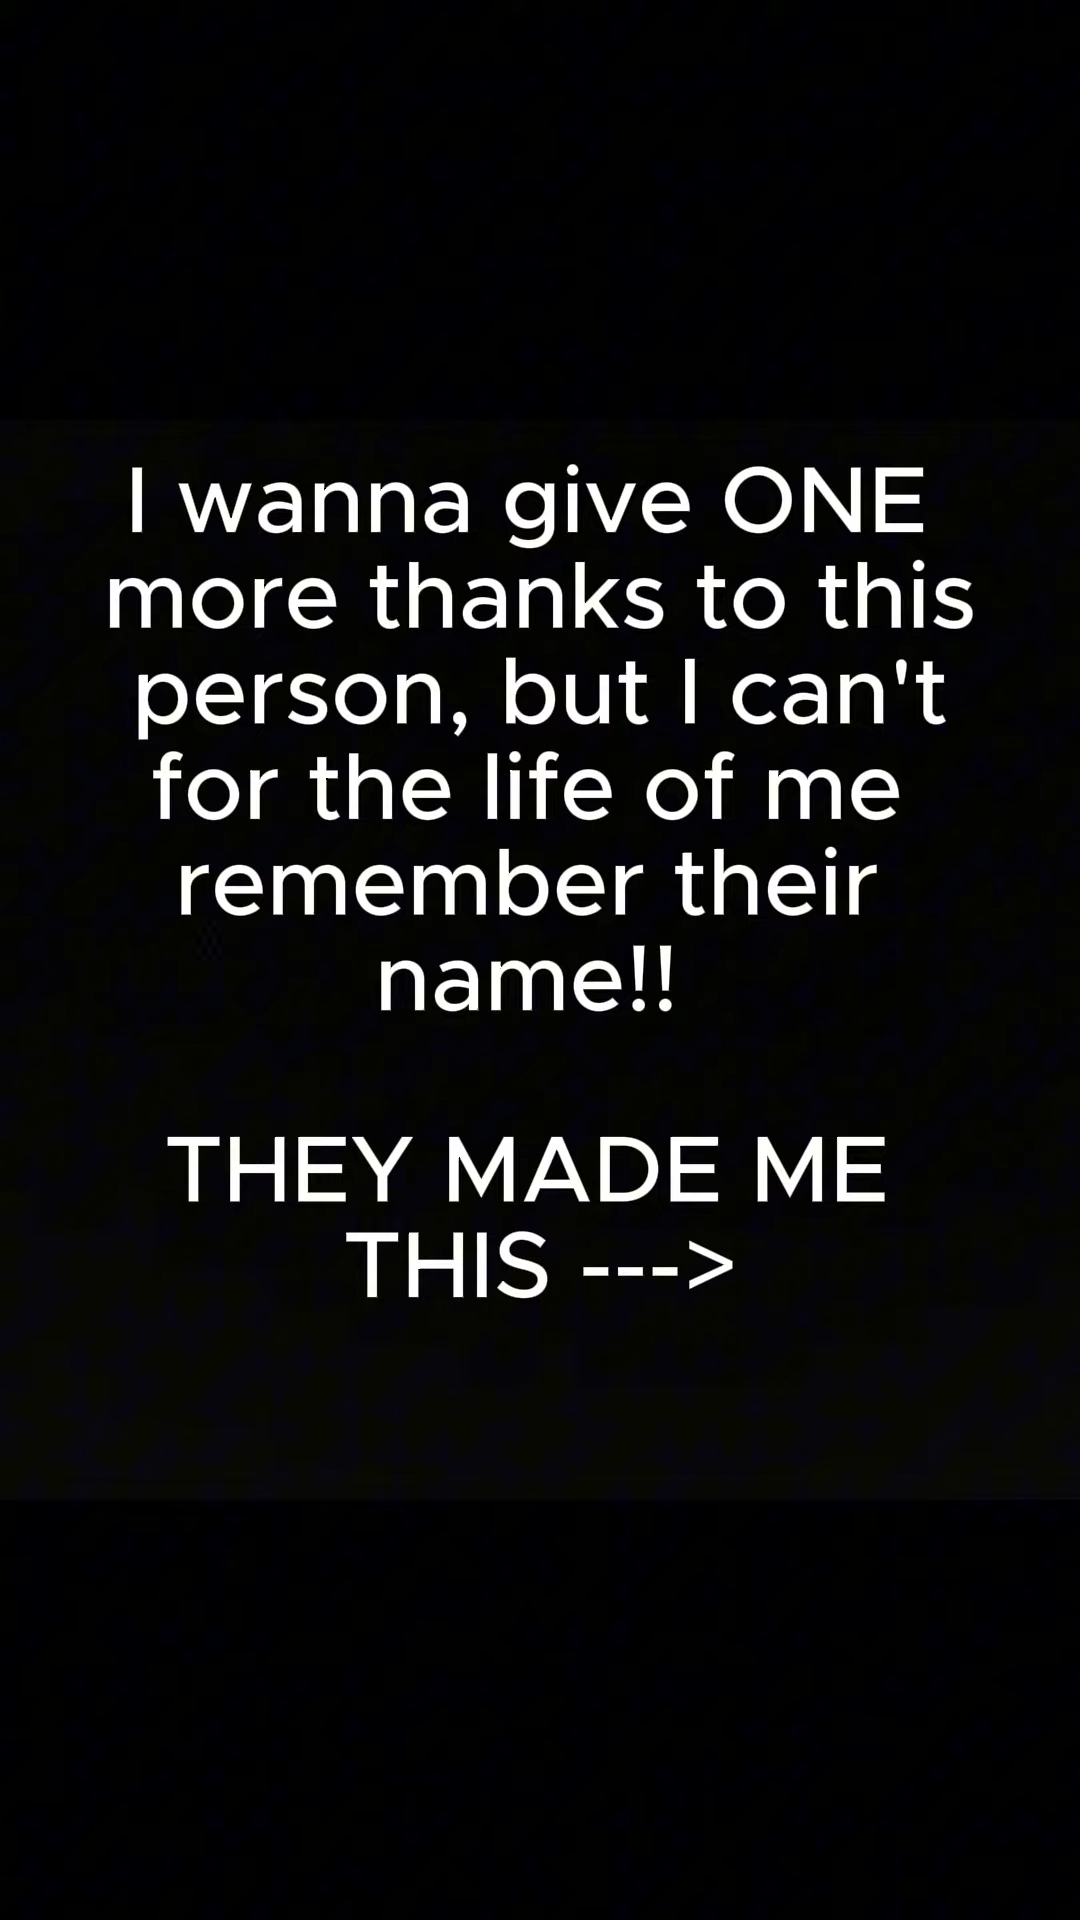 I wanna give ONE
more thanks to this
person, but I can't
for the life of me
remember their
name!!
THEY MADE ME
THIS --->